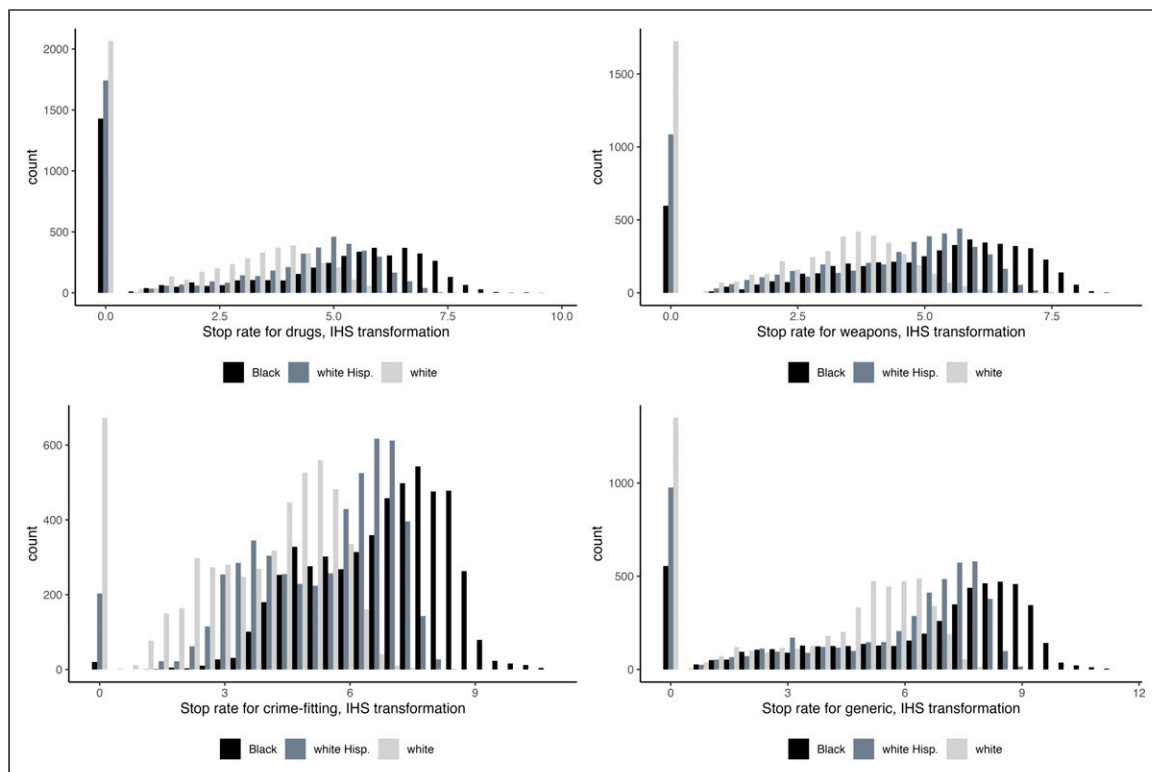 2000
1500
1000
500
0
count
0.0 2.5 5.0 7.5 10.0
Stop rate for drugs, IHS transformation
Black white Hisp. white
1500
1000
500
0
count
0.0 2.5 5.0 7.5
Stop rate for weapons, IHS transformation
Black white Hisp. white
600
400
200
0
count
0 3 6 9
Stop rate for crime-fitting, IHS transformation
Black white Hisp. white
1000
500
0
count
0 3 6 9 12
Stop rate for generic, IHS transformation
Black white Hisp. white